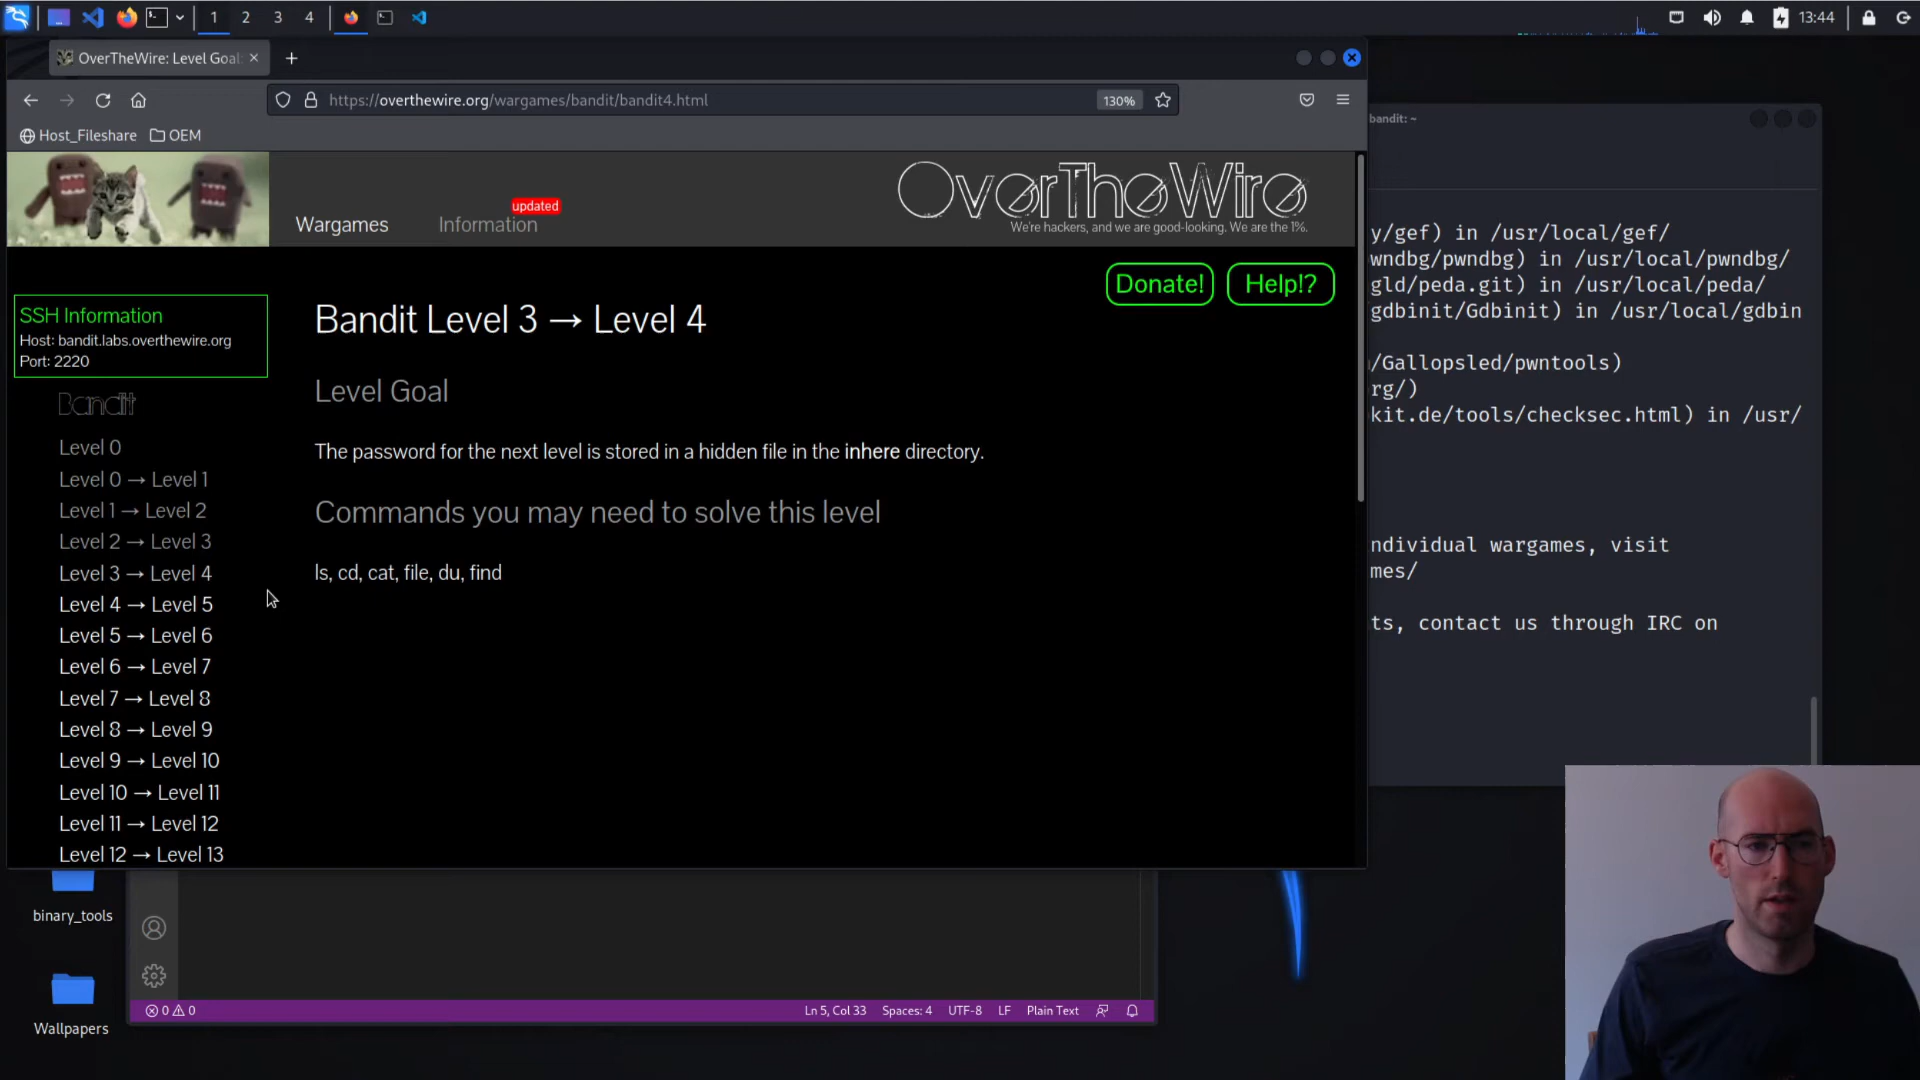 1 2 3 4
13:44
OverTheWire: Level Goal
https://overthewire.org/wargames/bandit/bandit4.html
130%
Host_Fileshare
OEM
bandit: ~
Wargames
Information
updated
OverTheWire
We're hackers, and we are good-looking. We are the 1%.
Donate!
Help!?
SSH Information
Host: bandit.labs.overthewire.org
Port: 2220
Bandit
Level 0
Level 0 → Level 1
Level 1 → Level 2
Level 2 → Level 3
Level 3 → Level 4
Level 4 → Level 5
Level 5 → Level 6
Level 6 → Level 7
Level 7 → Level 8
Level 8 → Level 9
Level 9 → Level 10
Level 10 → Level 11
Level 11 → Level 12
Level 12 → Level 13
Bandit Level 3 → Level 4
Level Goal
The password for the next level is stored in a hidden file in the inhere directory.
Commands you may need to solve this level
ls, cd, cat, file, du, find
y/gef) in /usr/local/gef/
wndbg/pwndbg) in /usr/local/pwndbg/
gld/peda.git) in /usr/local/peda/
gdbinit/Gdbinit) in /usr/local/gdbin
/Gallopsled/pwntools)
rg/)
kit.de/tools/checksec.html) in /usr/
ndividual wargames, visit
mes/
ts, contact us through IRC on
binary_tools
Wallpapers
0 0
Ln 5, Col 33
Spaces: 4
UTF-8
LF
Plain Text